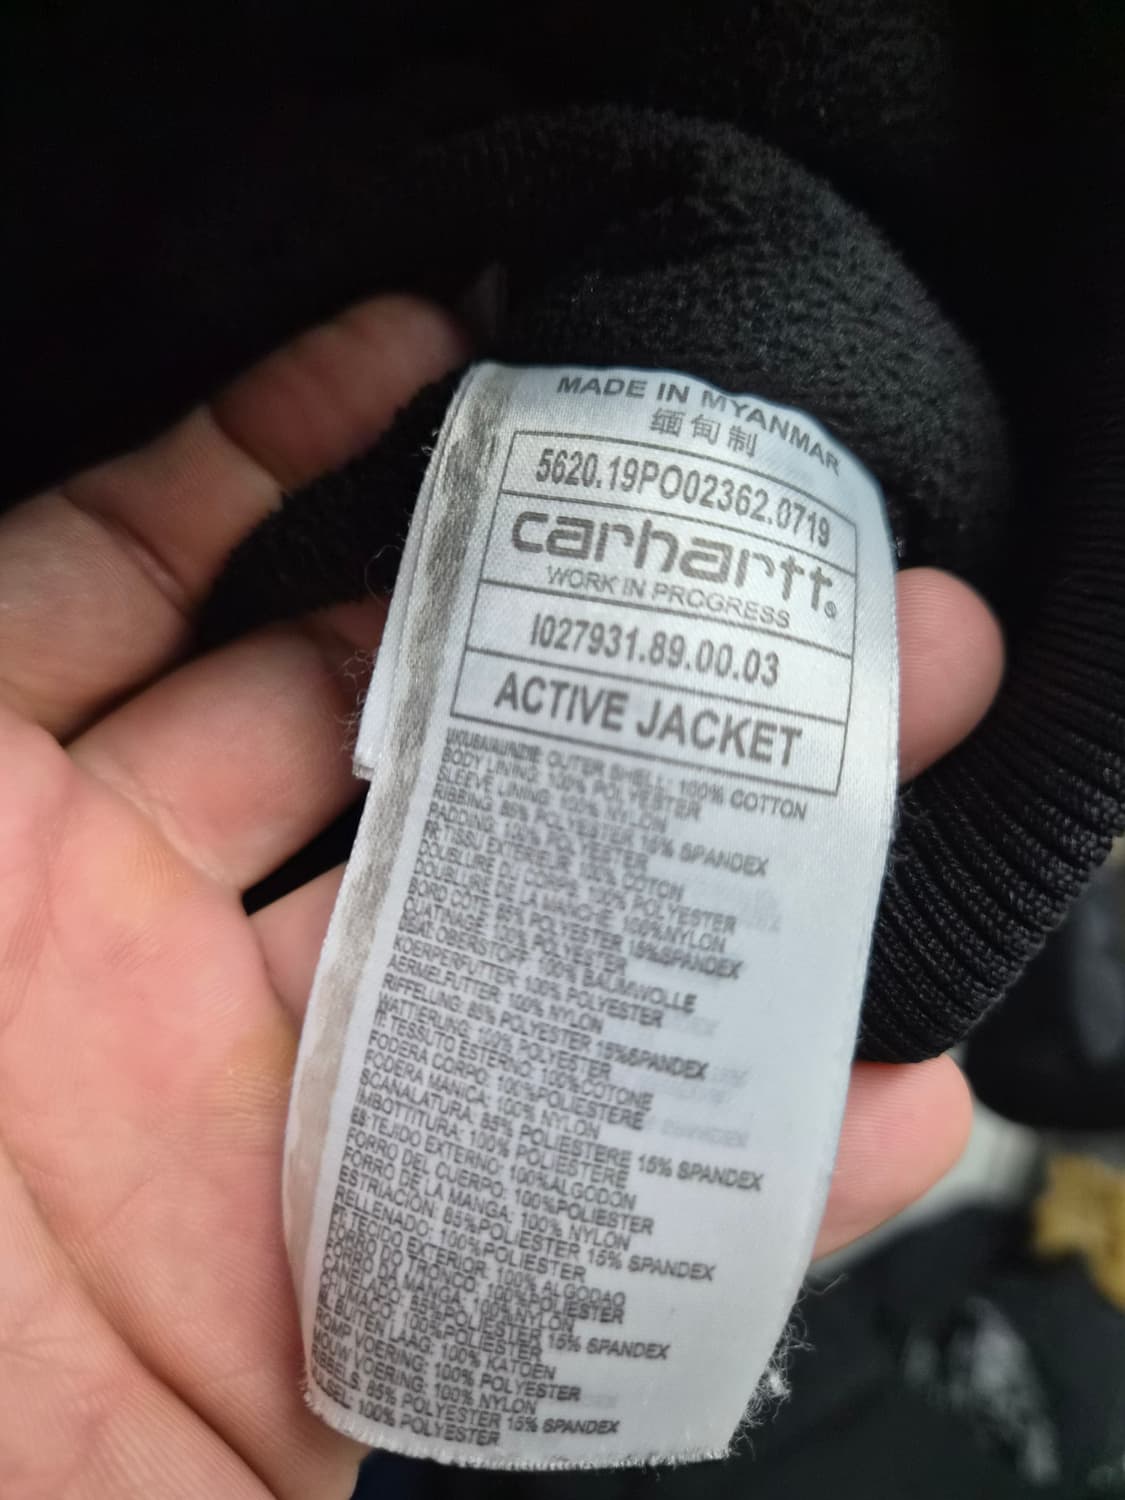 MADE IN MYANMAR
缅甸制
5620.19PO02362.0719
carhartt®
WORK IN PROGRESS
I027931.89.00.03
ACTIVE JACKET
OUTER SHELL: 100% COTTON
BODY LINING: 100% POLYESTER
SLEEVE LINING: 100% NYLON
RIBBING 85% POLYESTER 15% SPANDEX
PADDING: 100% POLYESTER
FR:TISSU EXTERIEUR: 100% COTON
DOUBLURE DU CORPS: 100% POLYESTER
DOUBLURE DE LA MANCHE: 100%NYLON
BORD COTE: 85% POLYESTER 15%SPANDEX
OUATINAGE: 100% POLYESTER
OBERSTOFF: 100% BAUMWOLLE
KOERPERFUTTER: 100% POLYESTER
AERMELFUTTER 100% NYLON
RIFFELUNG: 85% POLYESTER 15%SPANDEX
WATTIERUNG: 100% POLYESTER
IT: TESSUTO ESTERNO: 100%COTONE
FODERA CORPO: 100%POLIESTERE
FODERA MANICA: 100% NYLON
SCANALATURA: 85% POLIESTERE 15% SPANDEX
IMBOTTITURA: 100% POLIESTERE
ES:TEJIDO EXTERNO: 100%ALGODON
FORRO DEL CUERPO: 100%POLIESTER
FORRO DE LA MANGA: 100% NYLON
ESTRIACION: 85%POLIESTER 15% SPANDEX
RELLENADO: 100%POLIESTER
TECIDO EXTERIOR: 100% ALGODAO
FORRO DO TRONCO: 100%POLIESTER
FORRO DA MANGA: 100%NYLON
CANELADO: 85%POLIESTER 15% SPANDEX
100%POLIESTER
BUITEN LAAG: 100% KATOEN
ROMP VOERING: 100% POLYESTER
MOUW VOERING: 100% NYLON
85% POLYESTER 15% SPANDEX
100% POLYESTER